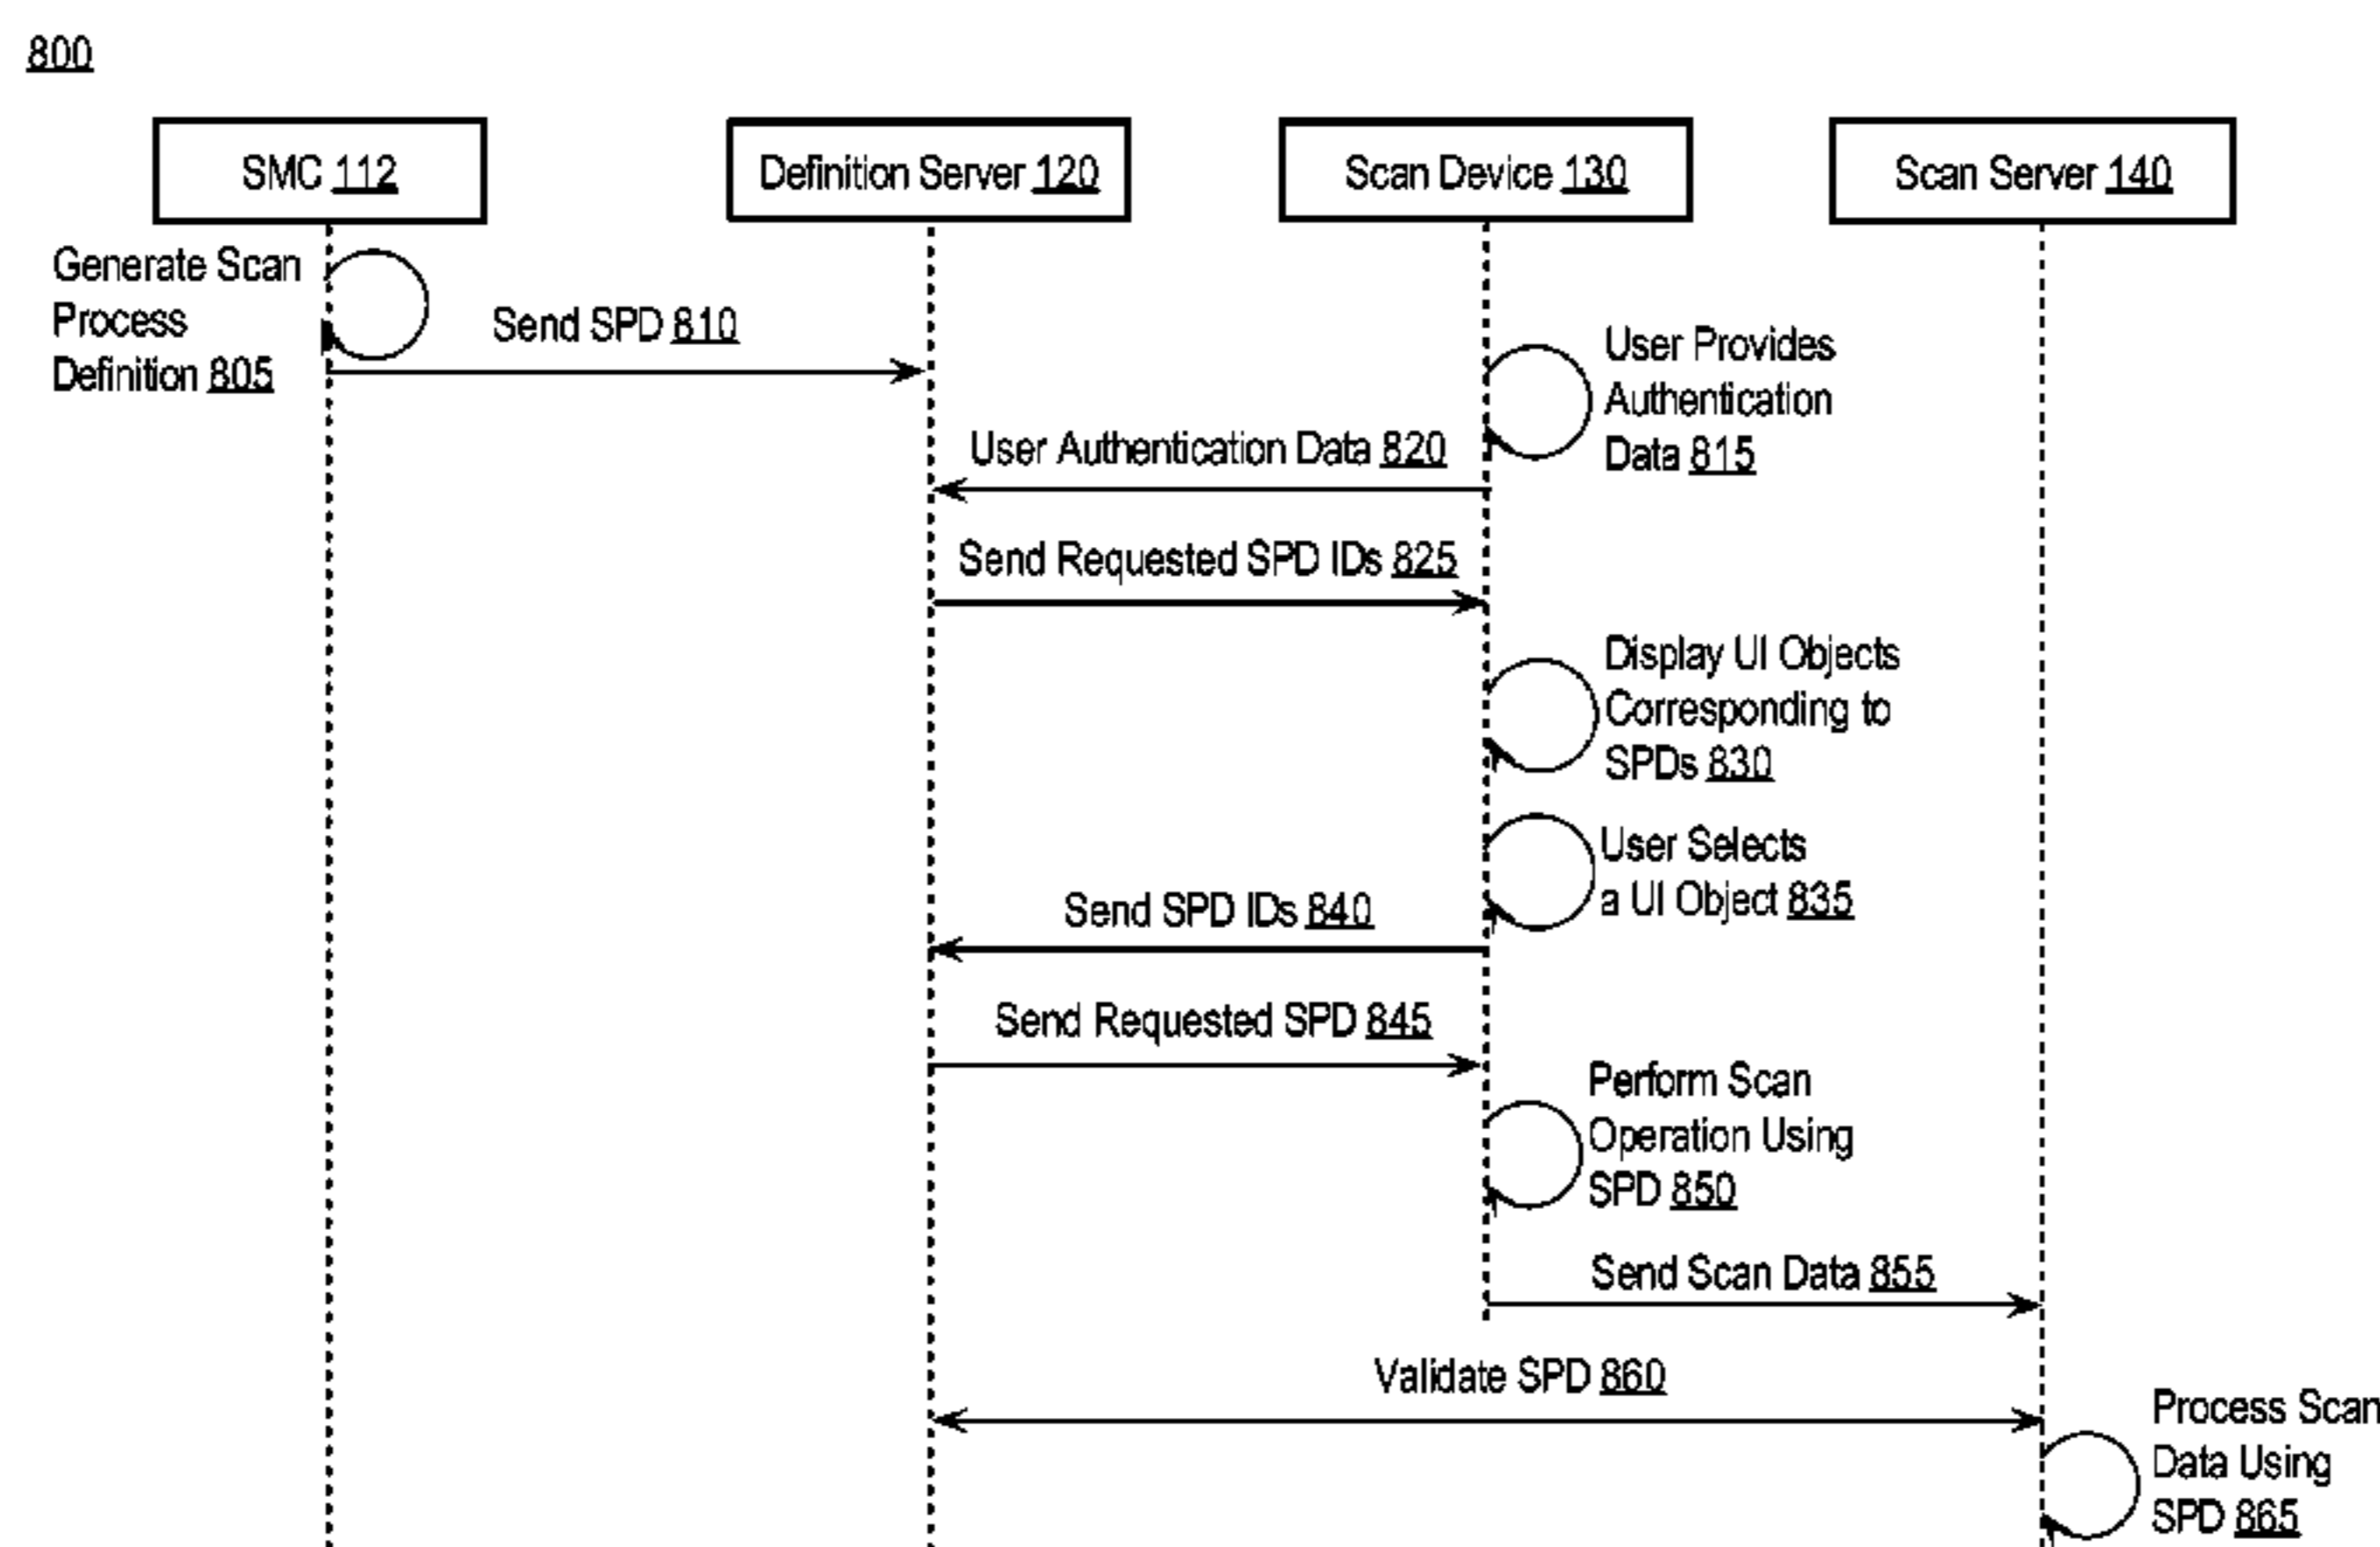 800
SMC 112
Definition Server 120
Scan Device 130
Scan Server 140
Generate Scan
Process
Definition 805
Send SPD 810
User Provides
Authentication
Data 815
User Authentication Data 820
Send Requested SPD IDs 825
Display UI Objects
Corresponding to
SPDs 830
User Selects
a UI Object 835
Send SPD IDs 840
Send Requested SPD 845
Perform Scan
Operation Using
SPD 850
Send Scan Data 855
Validate SPD 860
Process Scan
Data Using
SPD 865